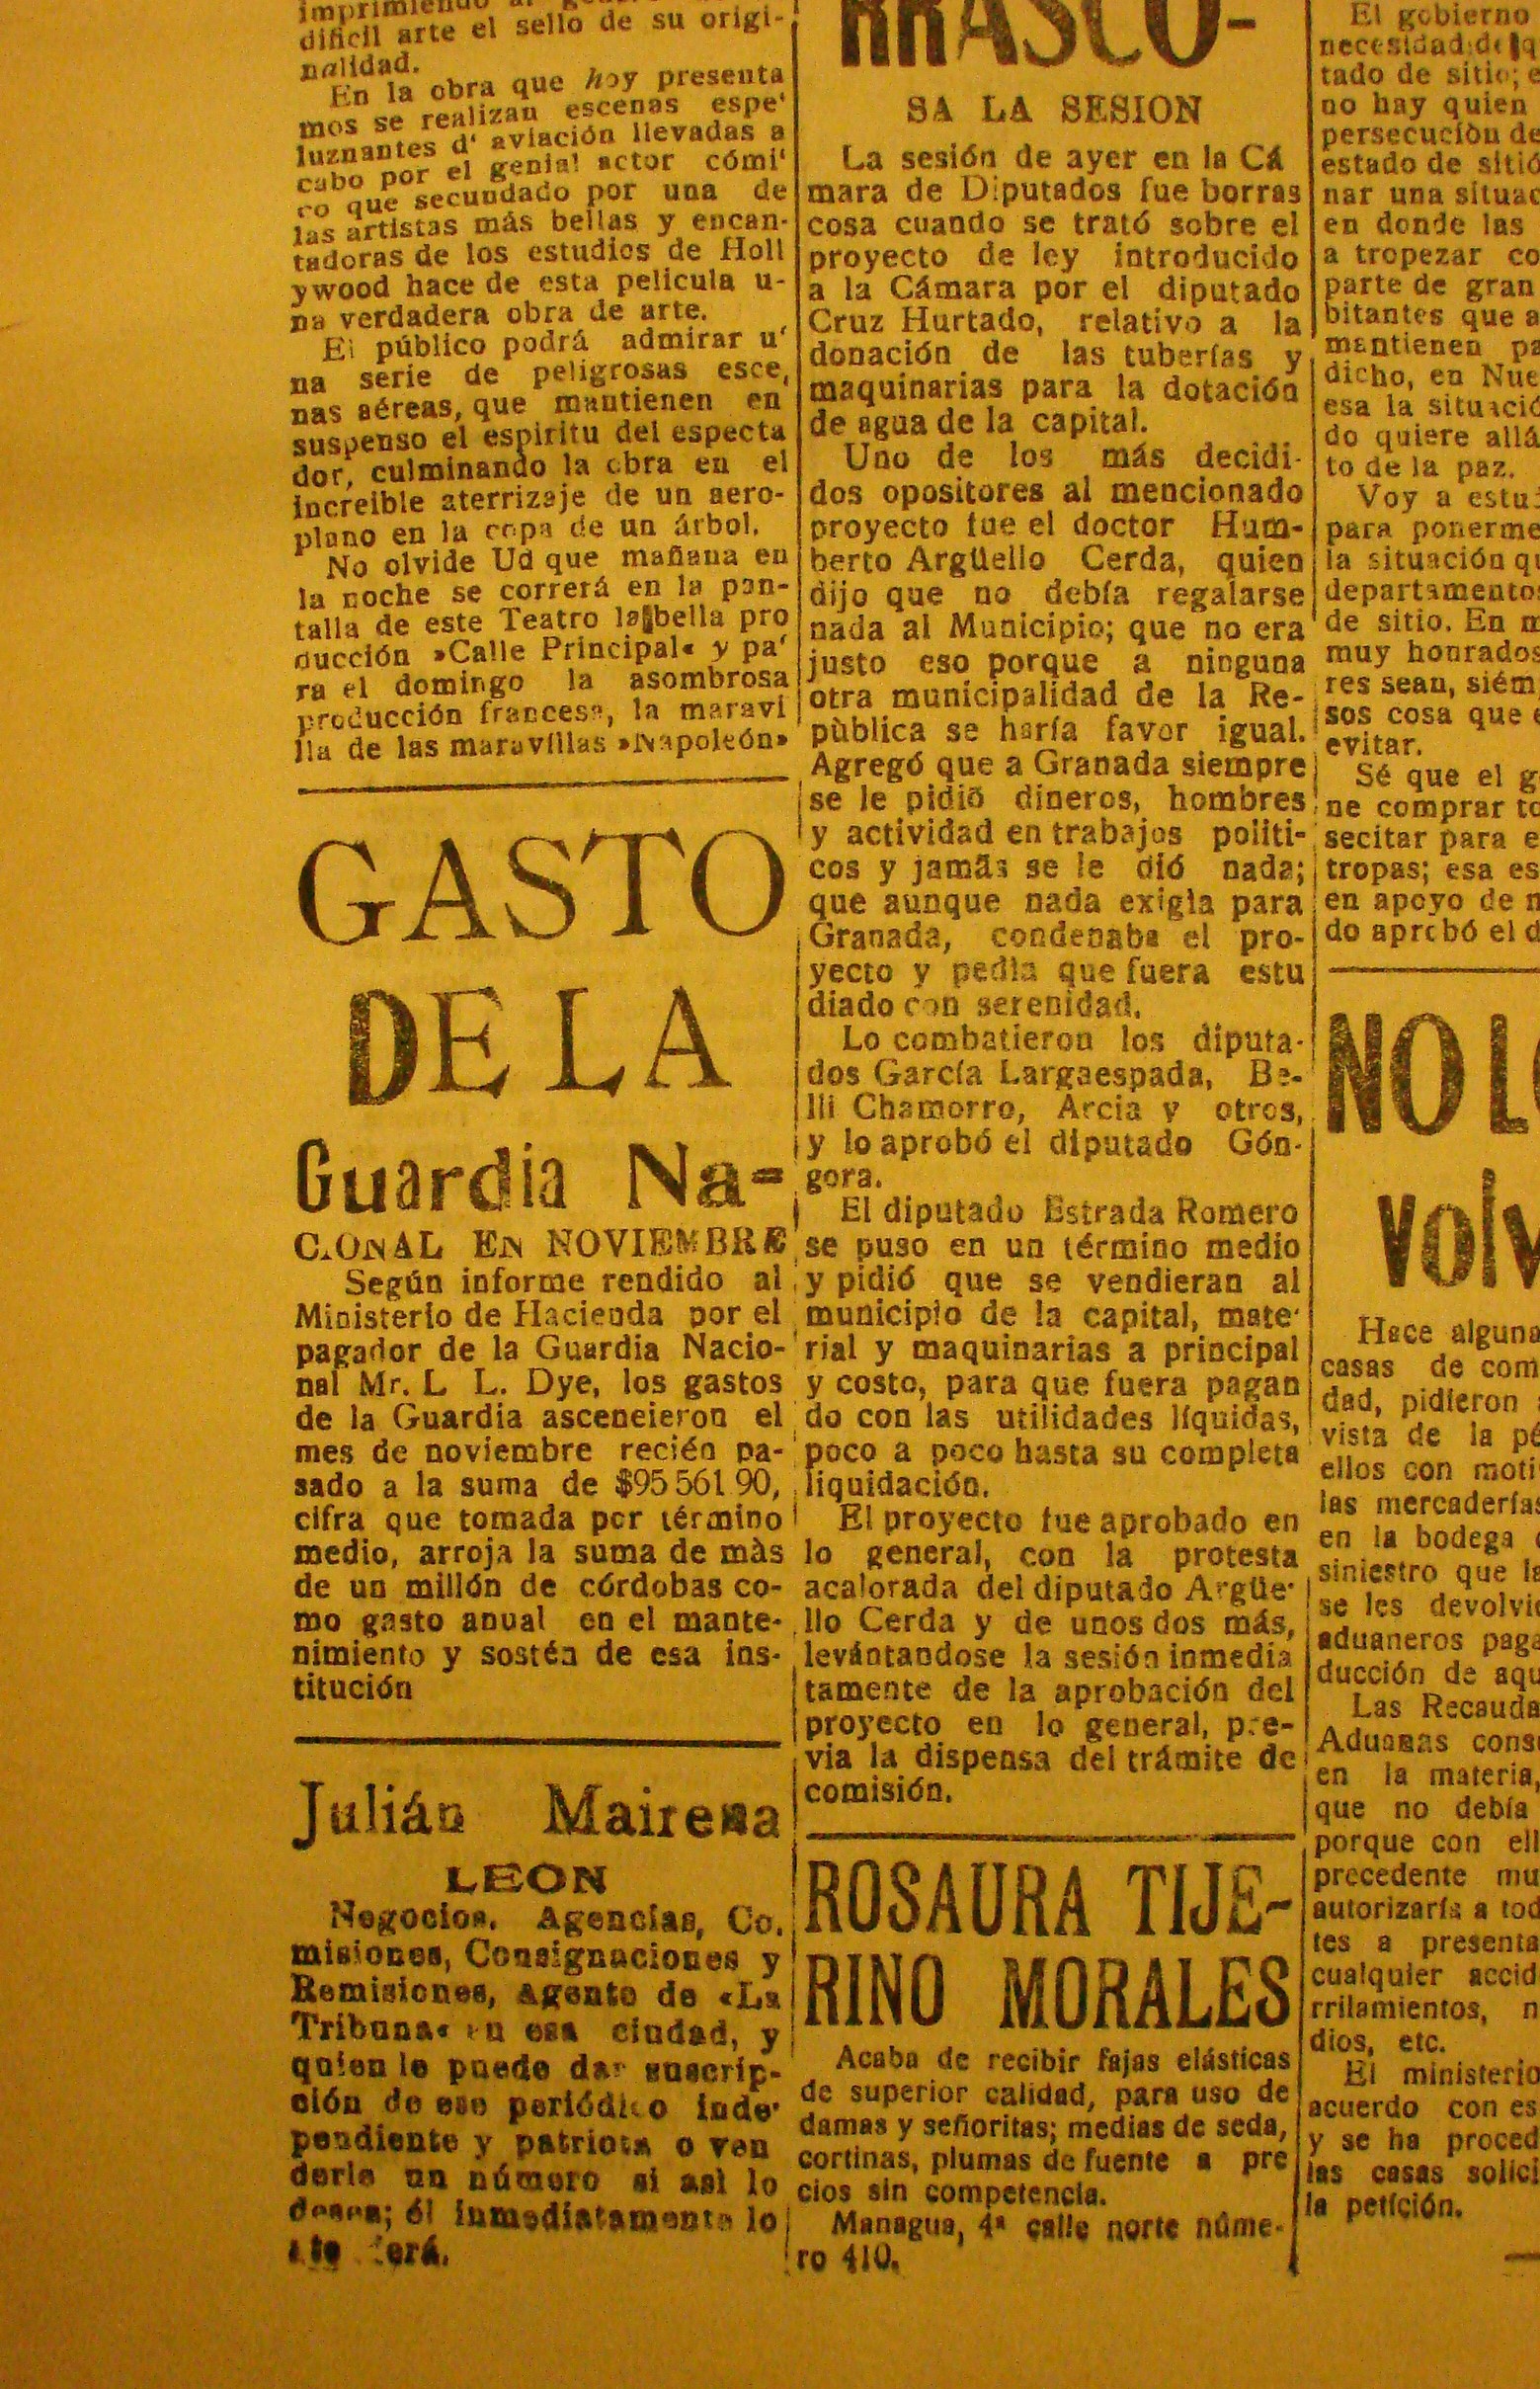 dificil arte el sello de su origi-
nalidad.
En la obra que hoy presenta
mos se realizan escenas espe'
luznantes d' aviación llevadas a
cabo por el genial actor cómi'
co que secundado por una de
las artistas más bellas y encan-
tadoras de los estudios de Holl
ywood hace de esta pelicula u-
na verdadera obra de arte.
El público podrá admirar u'
na serie de peligrosas esce,
nas aéreas, que mantienen en
suspenso el espiritu del especta
dor, culminando la obra en el
increible aterrizaje de un aero-
plano en la copa de un árbol.
No olvide Ud que mañana en
la noche se correrá en la pan-
talla de este Teatro la bella pro
ducción »Calle Principal« y pa'
ra el domingo la asombrosa
producción francesa, la maravi
lla de las maravillas »Napoleón»
GASTO
DE LA
Guardia Na=
CIONAL EN NOVIEMBRE
Según informe rendido al
Ministerio de Hacienda por el
pagador de la Guardia Nacio-
nal Mr. L L. Dye, los gastos
de la Guardia asceneieron el
mes de noviembre recién pa-
sado a la suma de $95 561 90,
cifra que tomada por término
medio, arroja la suma de màs
de un millón de córdobas co-
mo gasto anual en el mante-
nimiento y sostén de esa ins-
titución
Julián Mairena
LEON
Negocios, Agencias, Co.
misiones, Consignaciones y
Remisiones, Agente de «La
Tribuna« en esa ciudad, y
quien le puede dar suscrip-
ción de ese periódico inde'
pendiente y patriota o ven
derle un número si asi lo
desea; él inmediatamente lo
RRASCO-
SA LA SESION
La sesión de ayer en la Cá
mara de Diputados fue borras
cosa cuando se trató sobre el
proyecto de ley introducido
a la Cámara por el diputado
Cruz Hurtado, relativo a la
donación de las tuberías y
maquinarias para la dotación
de agua de la capital.
Uno de los más decidi-
dos opositores al mencionado
proyecto fue el doctor Hum-
berto Argüello Cerda, quien
dijo que no debía regalarse
nada al Municipio; que no era
justo eso porque a ninguna
otra municipalidad de la Re-
pùblica se haría favor igual.
Agregó que a Granada siempre
se le pidiò dineros, hombres
y actividad en trabajos politi-
cos y jamãs se le dió nada;
que aunque nada exigia para
Granada, condenaba el pro-
yecto y pedia que fuera estu
diado con serenidad.
Lo combatieron los diputa-
dos García Largaespada, Be-
lli Chamorro, Arcia y otros,
y lo aprobó el diputado Gón-
gora.
El diputado Estrada Romero
se puso en un término medio
y pidió que se vendieran al
municipio de la capital, mate'
rial y maquinarias a principal
y costo, para que fuera pagan
do con las utilidades líquidas,
poco a poco hasta su completa
liquidación.
El proyecto fue aprobado en
lo general, con la protesta
acalorada del diputado Argüe'
llo Cerda y de unos dos más,
levántandose la sesión inmedia
tamente de la aprobación del
proyecto en lo general, pre-
via la dispensa del trámite de
comisión.
ROSAURA TIJE-
RINO MORALES
Acaba de recibir fajas elásticas
de superior calidad, para uso de
damas y señoritas; medias de seda,
cortinas, plumas de fuente a pre
cios sin competencia.
Managua, 4ª calle norte núme-
ro 410.
El gobierno
necesidad de q
tado de sitio; e
no hay quien
persecución de
estado de sitió
nar una situac
en donde las
a tropezar co
parte de gran
bitantes que a
mantienen pa
dicho, en Nue
esa la situació
do quiere allá
to de la paz.
Voy a estu
para ponerme
la situación qu
departamento
de sitio. En m
muy honrados
res sean, siém
sos cosa que e
evitar.
Sé que el g
ne comprar to
secitar para e
tropas; esa es
en apoyo de n
do aprobó el d
NO LO
volv
Hace alguna
casas de com
dad, pidieron
vista de la pé
ellos con moti
las mercaderías
en la bodega
siniestro que la
se les devolvie
aduaneros paga
ducción de aqu
Las Recauda
Aduanas cons
en la materia,
que no debía
porque con ell
precedente mu
autorizaría a tod
tes a presenta
cualquier accid
rrilamientos, n
dios, etc.
El ministerio
acuerdo con es
y se ha proced
las casas solici
la petición.